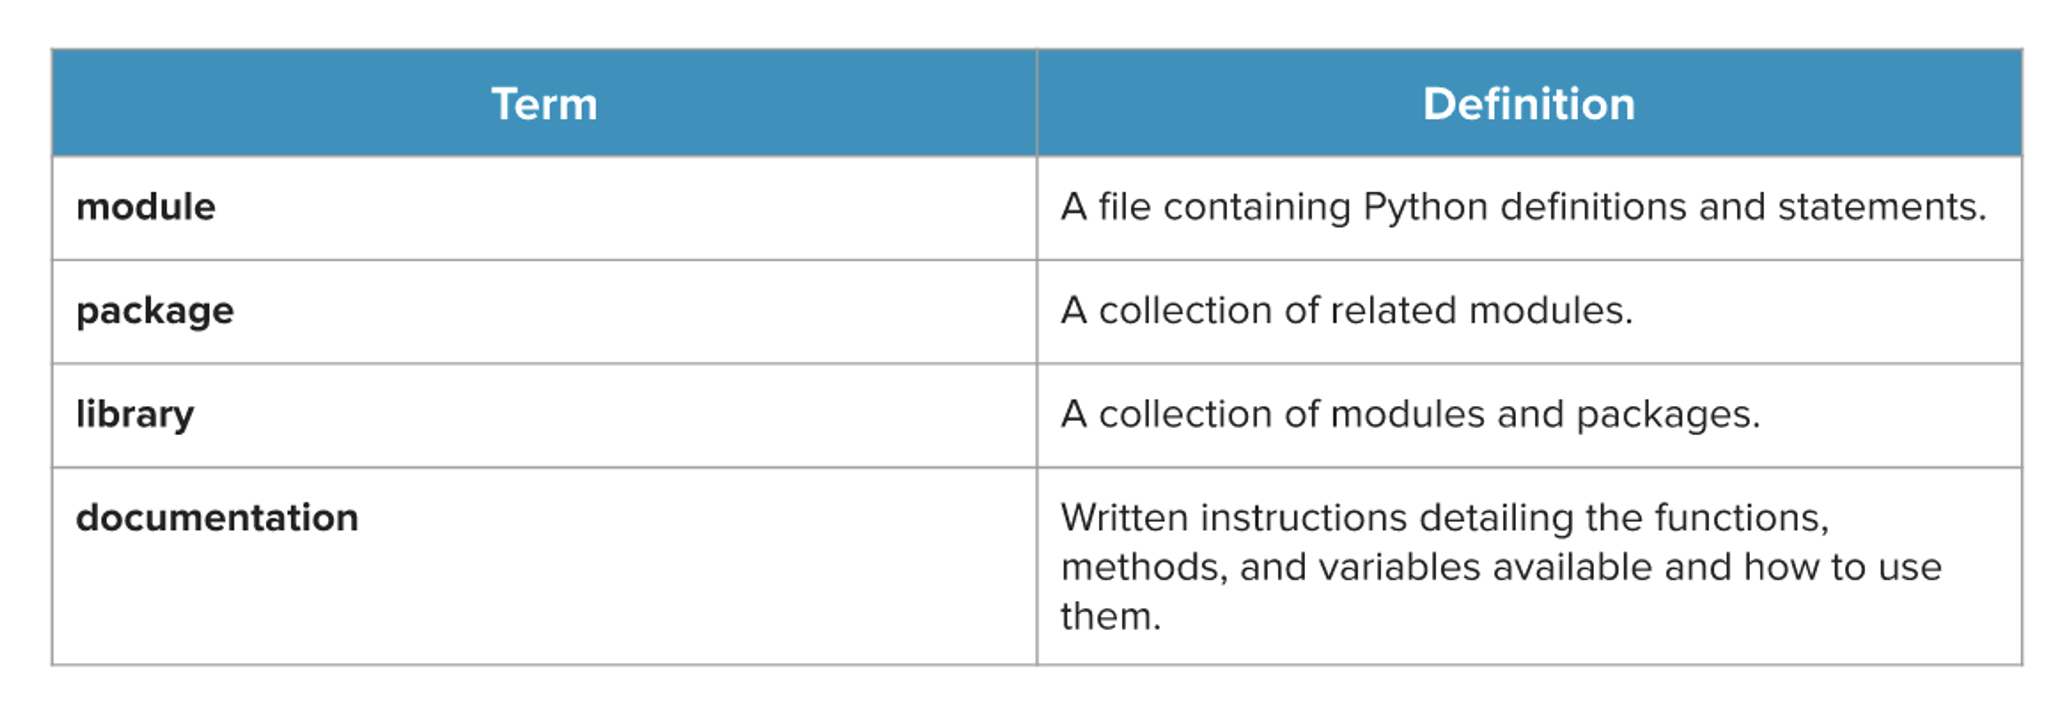 Term
Definition
module
A file containing Python definitions and statements.
package
A collection of related modules.
library
A collection of modules and packages.
documentation
Written instructions detailing the functions,
methods, and variables available and how to use
them.